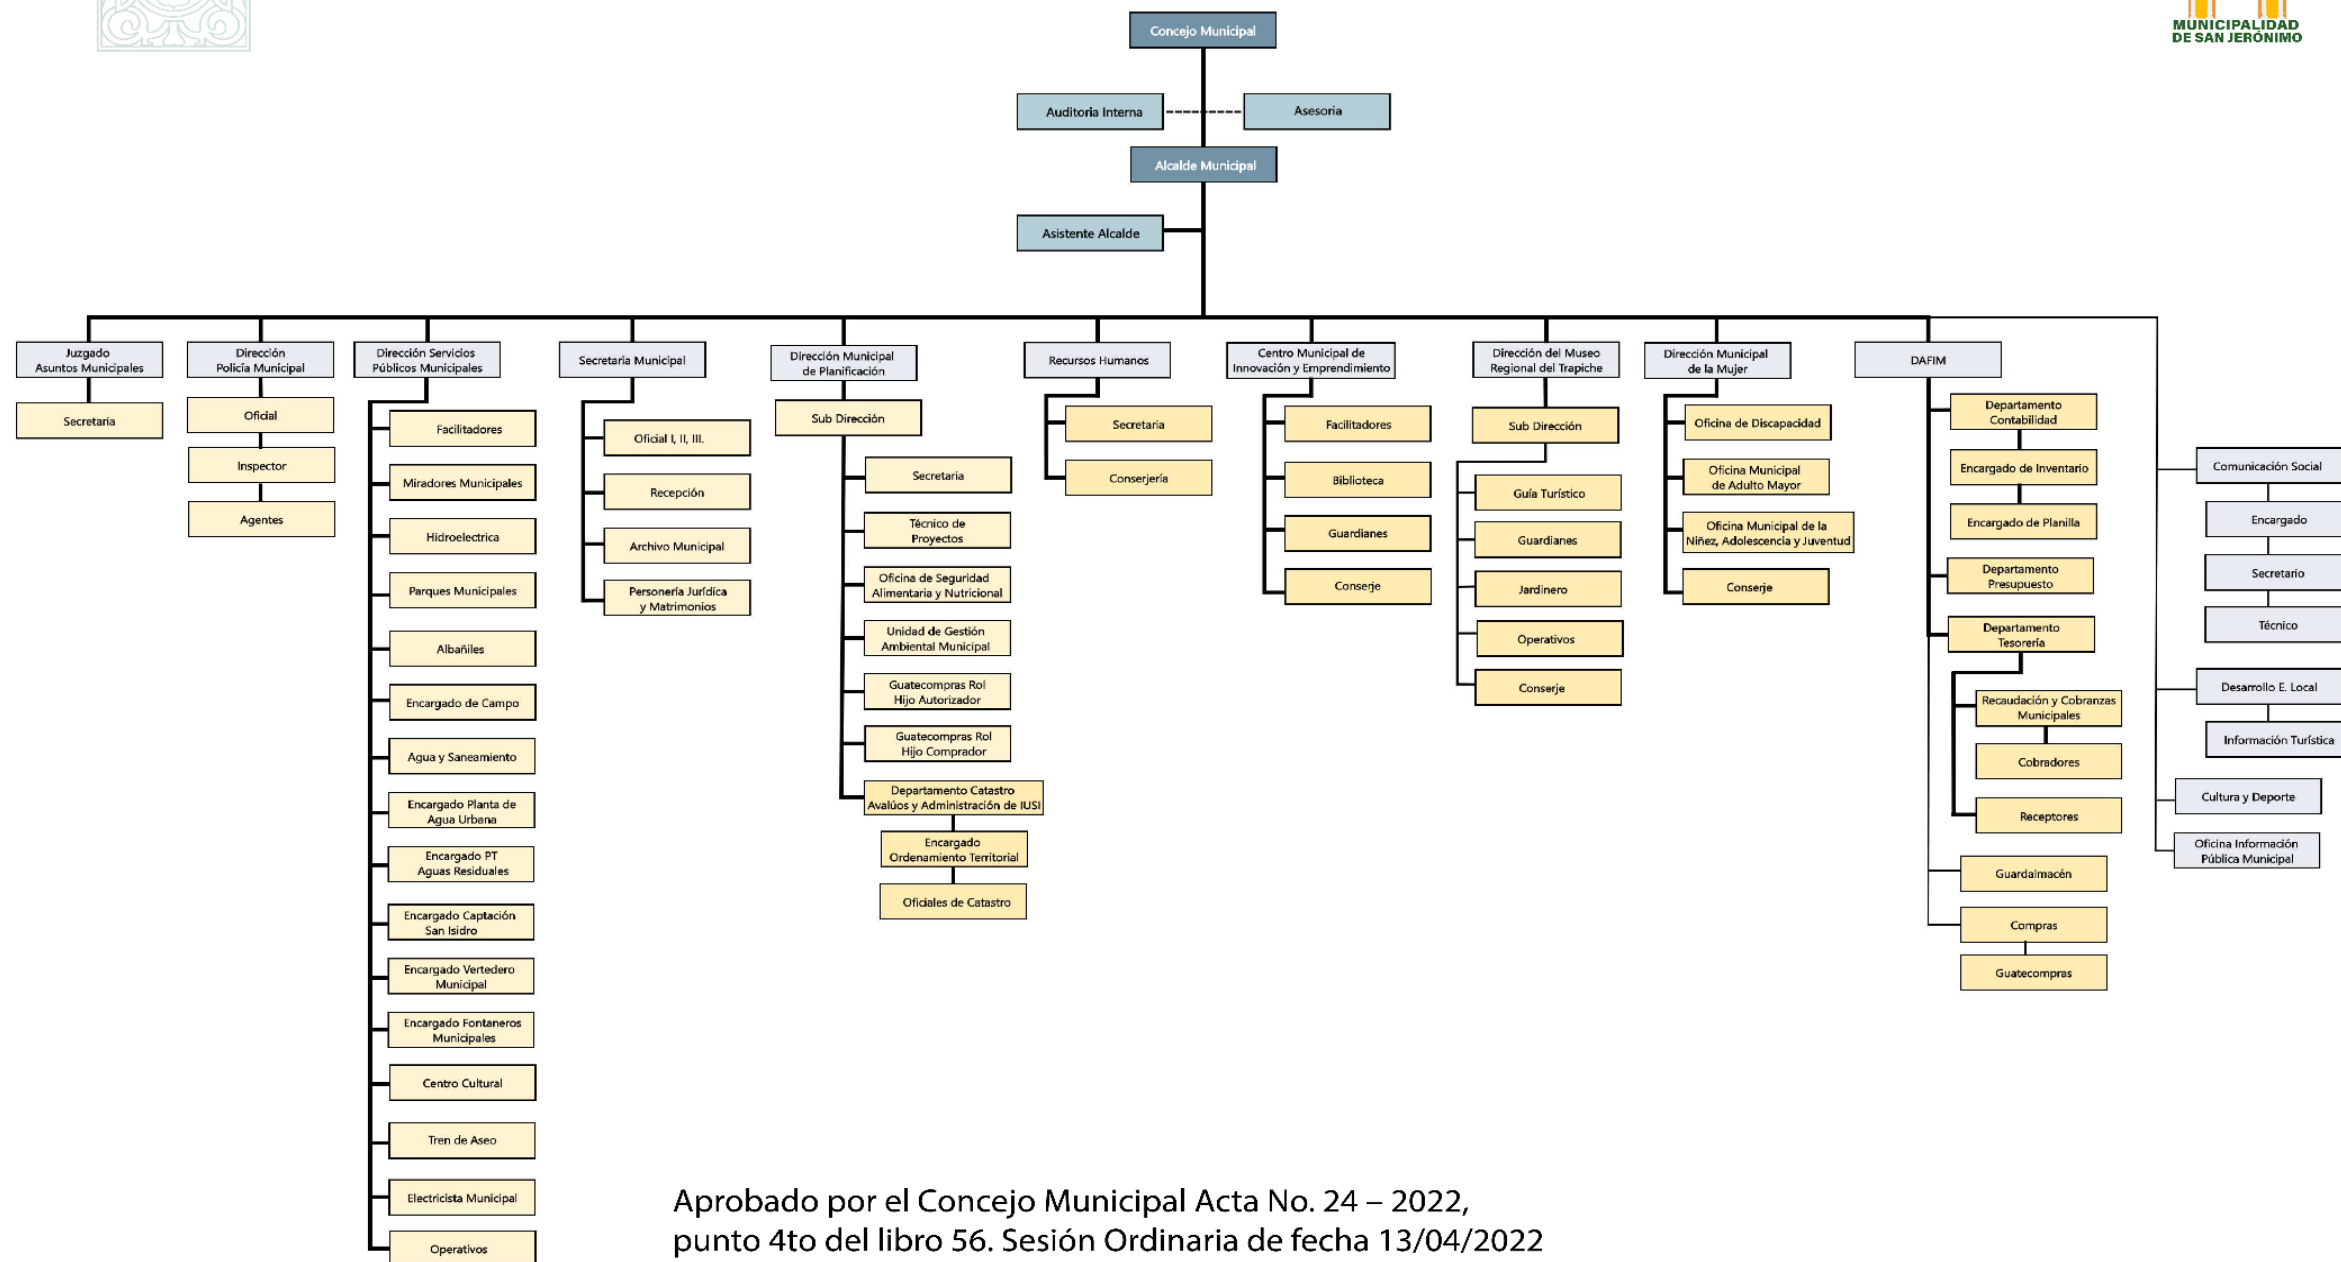 MUNICIPALIDAD
DE SAN JERÓNIMO
Concejo Municipal
Auditoria Interna
Asesoria
Alcalde Municipal
Asistente Alcalde
Juzgado
Asuntos Municipales
Secretaria
Dirección
Policía Municipal
Oficial
Inspector
Agentes
Dirección Servicios
Públicos Municipales
Facilitadores
Miradores Municipales
Hidroelectrica
Parques Municipales
Albañiles
Encargado de Campo
Agua y Saneamiento
Encargado Planta de
Agua Urbana
Encargado PT
Aguas Residuales
Encargado Captación
San Isidro
Encargado Vertedero
Municipal
Encargado Fontaneros
Municipales
Centro Cultural
Tren de Aseo
Electricista Municipal
Operativos
Secretaria Municipal
Oficial I, II, III.
Recepción
Archivo Municipal
Personería Jurídica
y Matrimonios
Dirección Municipal
de Planificación
Sub Dirección
Secretaria
Técnico de
Proyectos
Oficina de Seguridad
Alimentaria y Nutricional
Unidad de Gestión
Ambiental Municipal
Guatecompras Rol
Hijo Autorizador
Guatecompras Rol
Hijo Comprador
Departamento Catastro
Avalúos y Administración de IUSI
Encargado
Ordenamiento Territorial
Oficiales de Catastro
Recursos Humanos
Secretaria
Conserjería
Centro Municipal de
Innovación y Emprendimiento
Facilitadores
Biblioteca
Guardianes
Conserje
Dirección del Museo
Regional del Trapiche
Sub Dirección
Guía Turístico
Guardianes
Jardinero
Operativos
Conserje
Dirección Municipal
de la Mujer
Oficina de Discapacidad
Oficina Municipal
de Adulto Mayor
Oficina Municipal de la
Niñez, Adolescencia y Juventud
Conserje
DAFIM
Departamento
Contabilidad
Encargado de Inventario
Encargado de Planilla
Departamento
Presupuesto
Departamento
Tesorería
Recaudación y Cobranzas
Municipales
Cobradores
Receptores
Guardalmacén
Compras
Guatecompras
Comunicación Social
Encargado
Secretario
Técnico
Desarrollo E. Local
Información Turística
Cultura y Deporte
Oficina Información
Pública Municipal
Aprobado por el Concejo Municipal Acta No. 24 – 2022,
punto 4to del libro 56. Sesión Ordinaria de fecha 13/04/2022